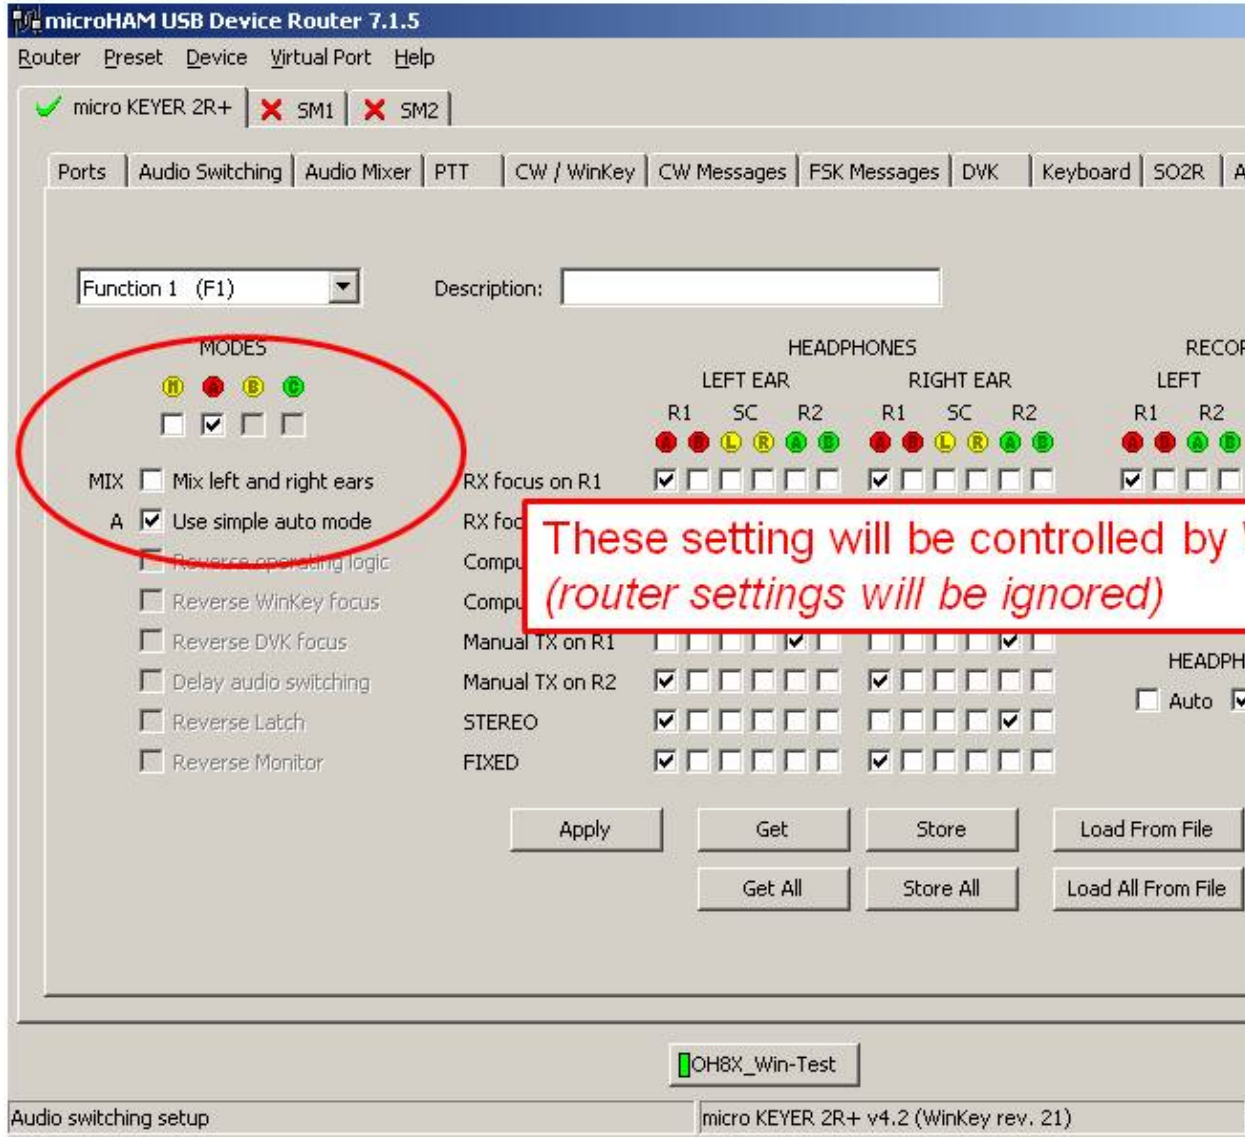 microHAM USB Device Router 7.1.5
Router Preset Device Virtual Port Help
micro KEYER 2R+ SM1 SM2
Ports Audio Switching Audio Mixer PTT CW / WinKey CW Messages FSK Messages DVK Keyboard SO2R A
Function 1 (F1) Description:
MODES HEADPHONES RECOR
LEFT EAR RIGHT EAR LEFT
M A B C
R1 SC R2 R1 SC R2 R1 R2
A B L R A B A B L R A B A B A B
MIX Mix left and right ears RX focus on R1
A Use simple auto mode RX foc
These setting will be controlled by
Reverse operating logic Compu
(router settings will be ignored)
Reverse WinKey focus Compu
Reverse DVK focus Manual TX on R1
HEADPH
Delay audio switching Manual TX on R2
Auto
Reverse Latch STEREO
Reverse Monitor FIXED
Apply Get Store Load From File
Get All Store All Load All From File
OH8X_Win-Test
Audio switching setup micro KEYER 2R+ v4.2 (WinKey rev. 21)